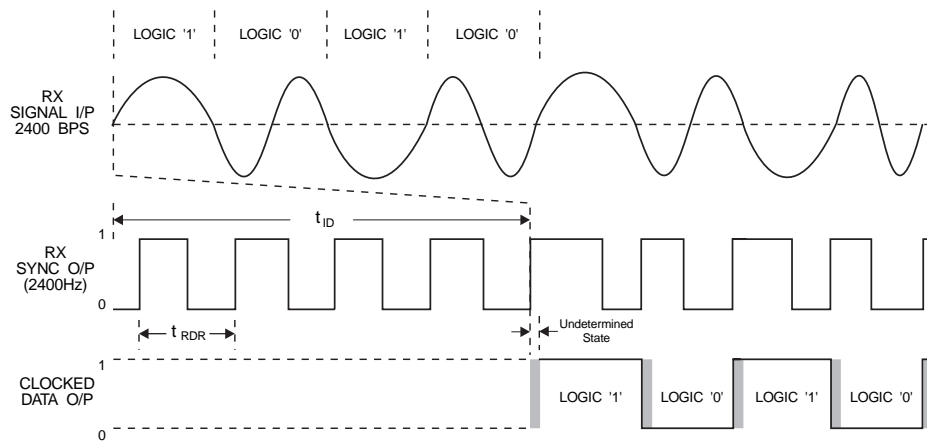 LOGIC '1' LOGIC '0' LOGIC '1' LOGIC '0'
RX
SIGNAL I/P
2400 BPS
t ID
1
RX
SYNC O/P
(2400Hz)
0
t RDR
Undetermined
State
1
CLOCKED
DATA O/P
LOGIC '1' LOGIC '0' LOGIC '1' LOGIC '0'
0